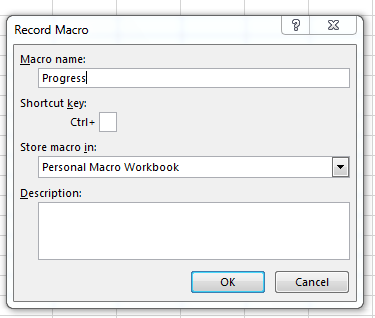 Record Macro
?
Macro name:
Progress
Shortcut key:
Ctrl+
Store macro in:
Personal Macro Workbook
Description:
OK Cancel